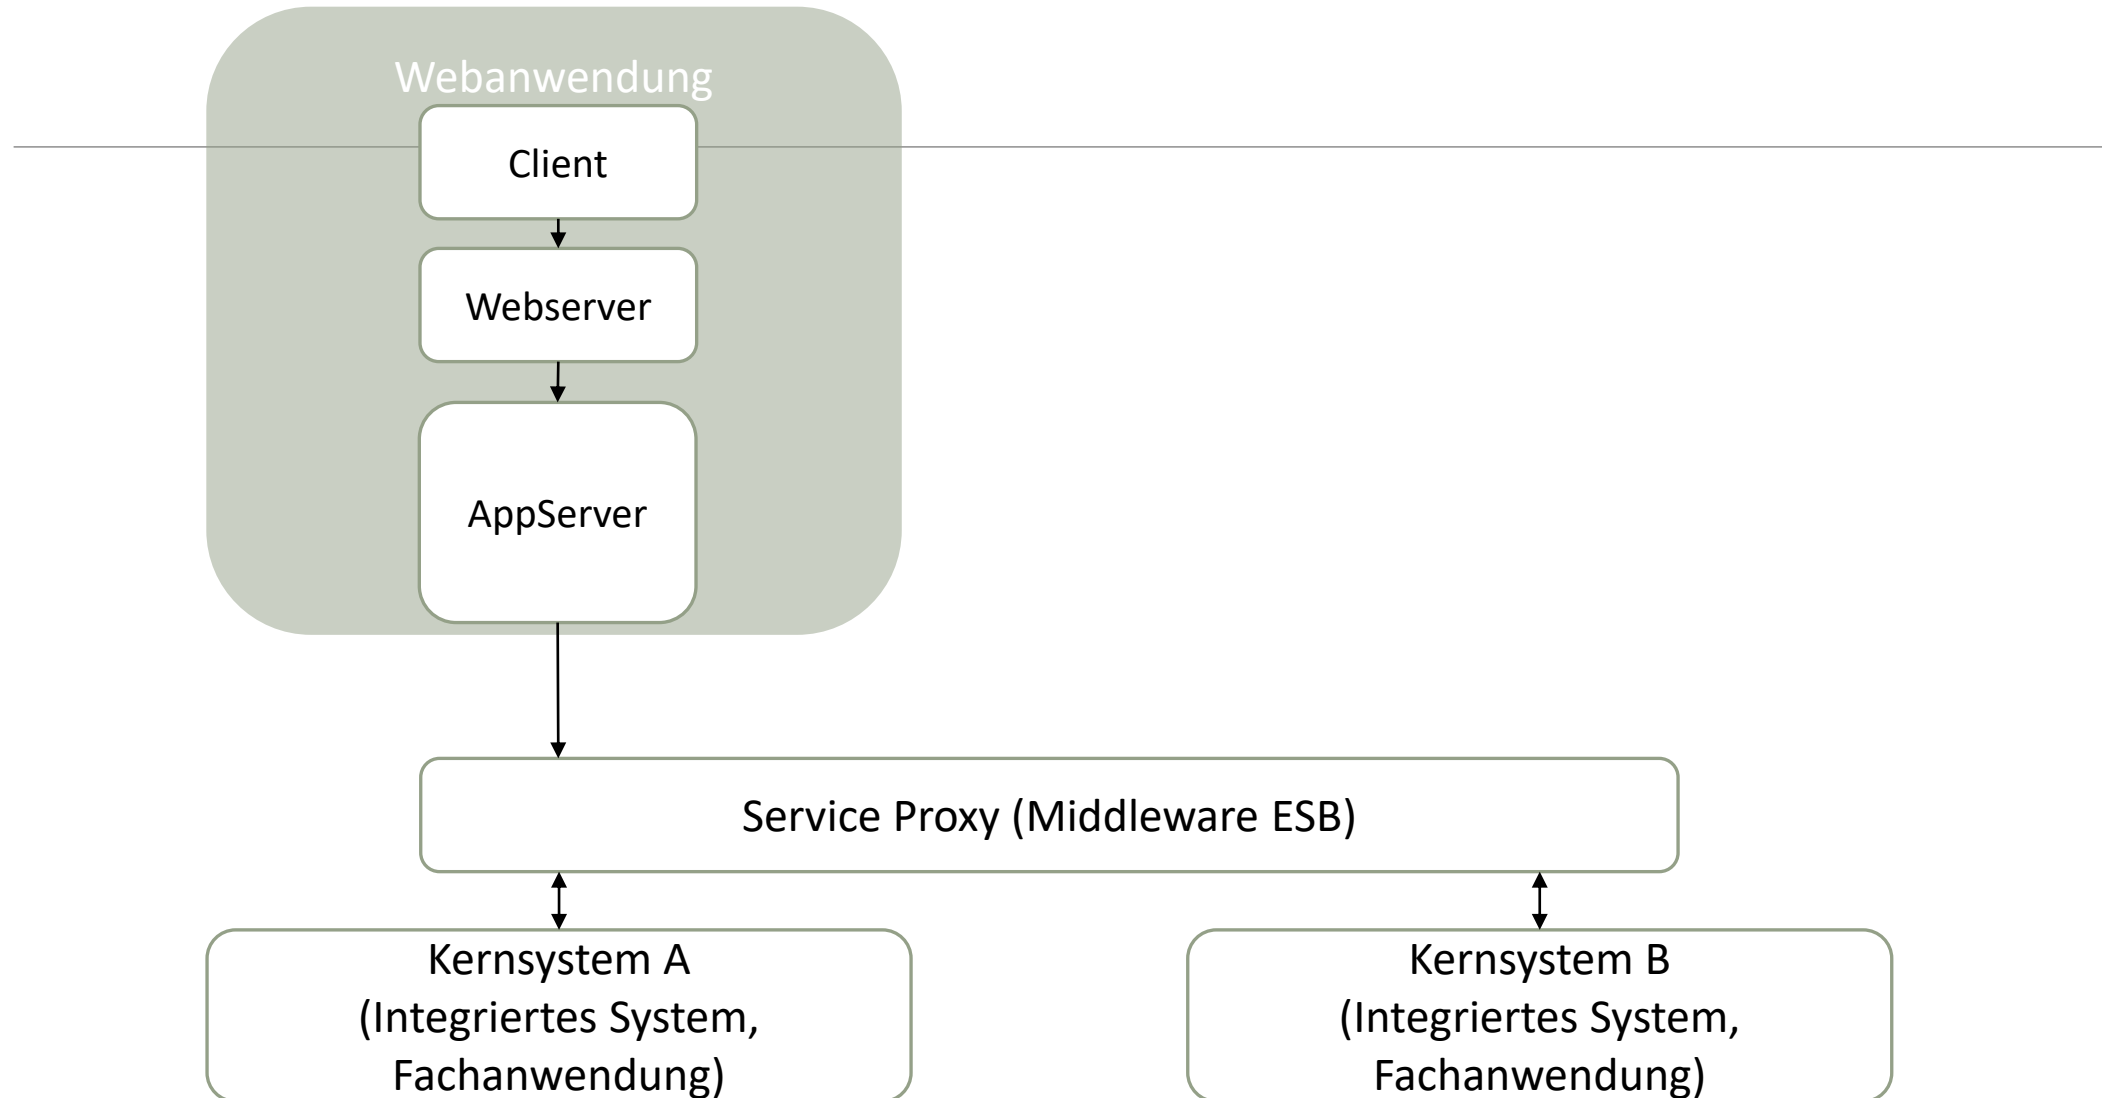 Webanwendung
Client
Webserver
AppServer
Service Proxy (Middleware ESB)
Kernsystem A
(Integriertes System,
Fachanwendung)
Kernsystem B
(Integriertes System,
Fachanwendung)